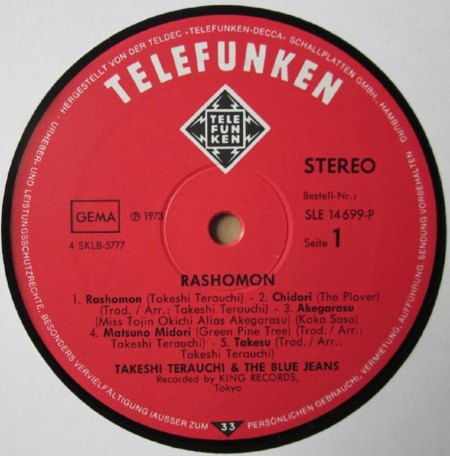 HERGESTELLT VON DER TELDEC »TELEFUNKEN-DECCA« SCHALLPLATTEN GMBH, HAMBURG
TELEFUNKEN
TELE
FUN
KEN
STEREO
Bestell-Nr.:
SLE 14 699-P
Seite 1
GEMA
℗ 1973
4 SKLB-5777
RASHOMON
1. Rashomon (Takeshi Terauchi) - 2. Chidori (The Plover)
(Trad. / Arr.: Takeshi Terauchi) - 3. Akegarasu
(Miss Tojin Okichi Alias Akegarasu) (Koka Sasa)
4. Matsuno Midori (Green Pine Tree) (Trad. / Arr.:
Takeshi Terauchi) - 5. Takesu (Trad. / Arr.:
Takeshi Terauchi)
TAKESHI TERAUCHI & THE BLUE JEANS
Recorded by KING RECORDS,
Tokyo
URHEBER- UND LEISTUNGSSCHUTZRECHTE, BESONDERS VERVIELFÄLTIGUNG (AUSSER ZUM PERSÖNLICHEN GEBRAUCH), VERMIETUNG, AUFFÜHRUNG, SENDUNG VORBEHALTEN
33